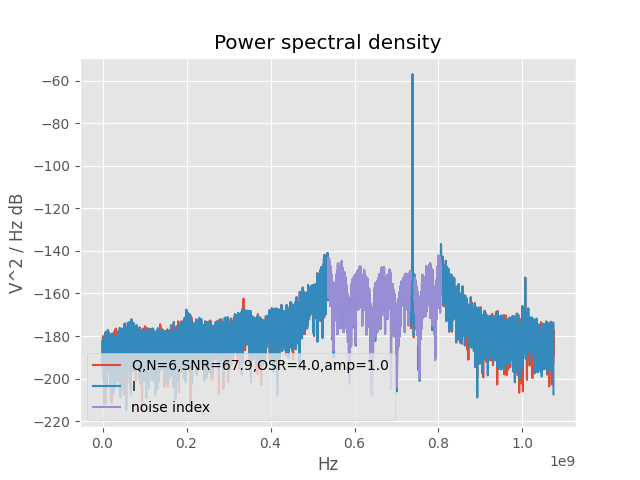 Power spectral density
V^2 / Hz dB
−60
−80
−100
−120
−140
−160
−180
−200
−220
Q,N=6,SNR=67.9,OSR=4.0,amp=1.0
I
noise index
0.0 0.2 0.4 0.6 0.8 1.0
1e9
Hz